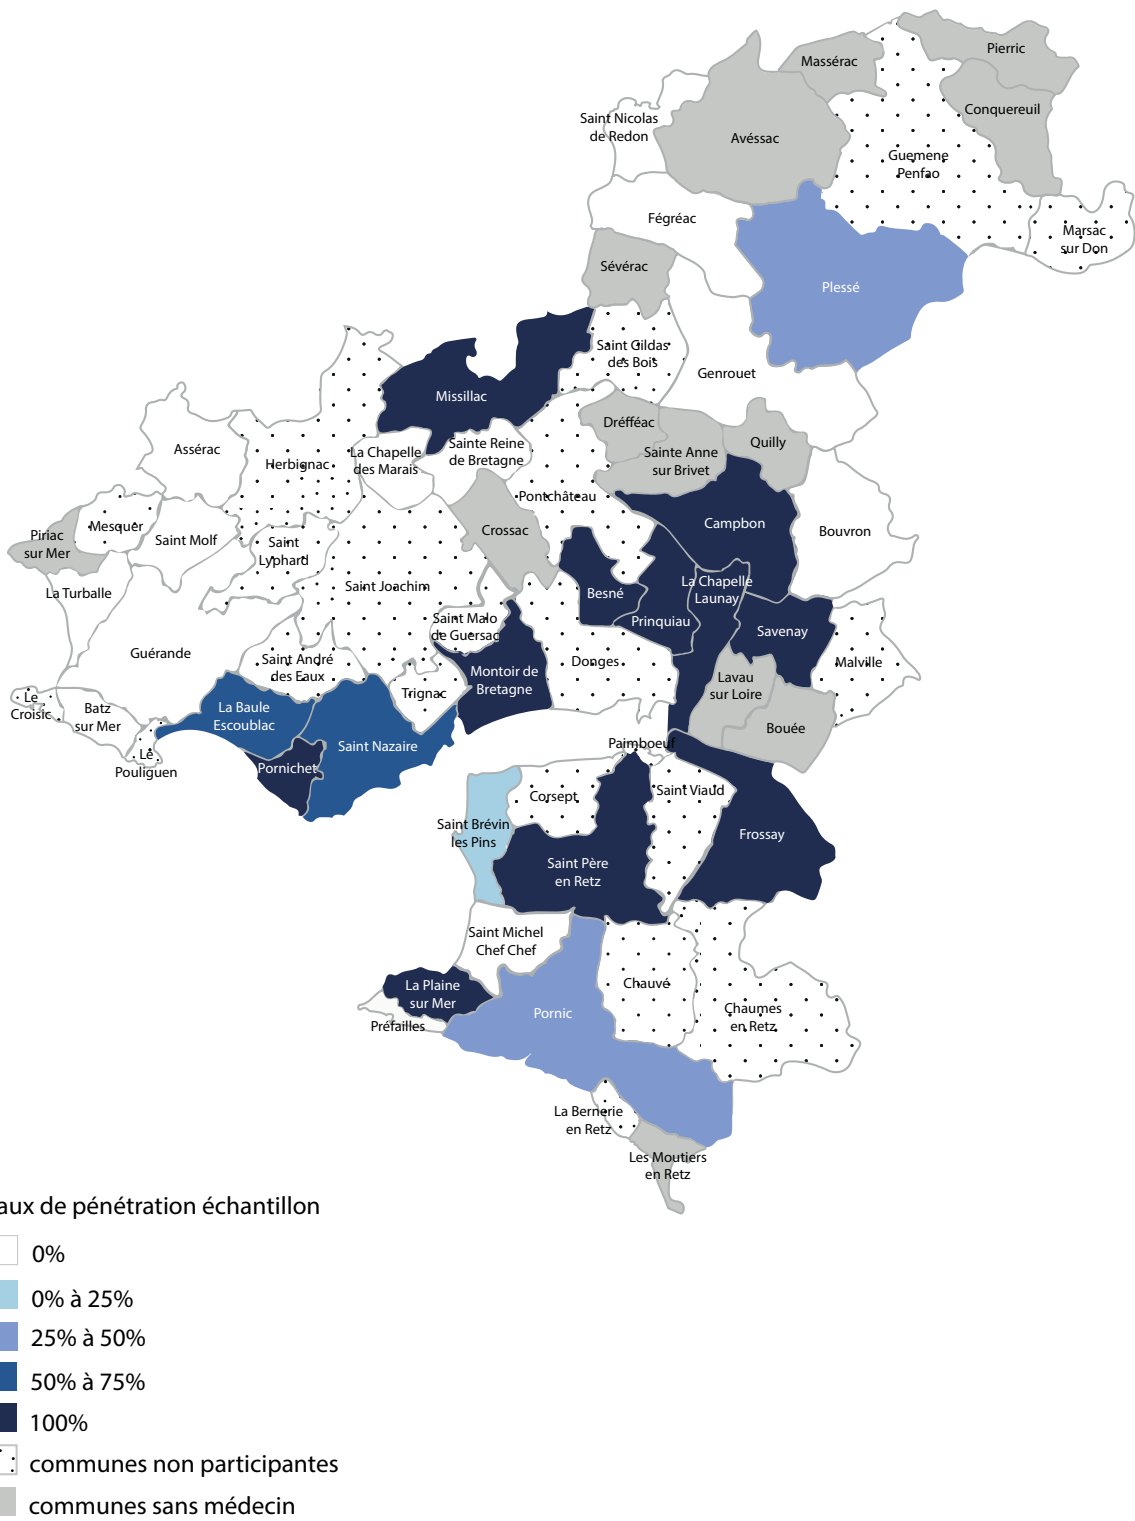 Pierric
Massérac
Conquereuil
Saint Nicolas
de Redon
Avéssac
Guemene
Penfao
Fégréac
Marsac
sur Don
Sévérac
Plessé
Saint Gildas
des Bois
Genrouet
Missillac
Dréfféac
Assérac
Herbignac
La Chapelle
des Marais
Sainte Reine
de Bretagne
Sainte Anne
sur Brivet
Quilly
Pontchâteau
Piriac
sur Mer
Mesquer
Saint Molf
Saint
Lyphard
Crossac
Campbon
Bouvron
La Turballe
Saint Joachim
Besné
La Chapelle
Launay
Saint Malo
de Guersac
Prinquiau
Savenay
Guérande
Saint André
des Eaux
Trignac
Montoir de
Bretagne
Donges
Lavau
sur Loire
Malville
Le
Croisic
Batz
sur Mer
La Baule
Escoublac
Saint Nazaire
Bouée
Le
Pouliguen
Pornichet
Paimboeuf
Corsept
Saint Viaud
Saint Brévin
les Pins
Frossay
Saint Père
en Retz
Saint Michel
Chef Chef
La Plaine
sur Mer
Chauvé
Préfailles
Pornic
Chaumes
en Retz
La Bernerie
en Retz
Les Moutiers
en Retz
aux de pénétration échantillon
0%
0% à 25%
25% à 50%
50% à 75%
100%
communes non participantes
communes sans médecin